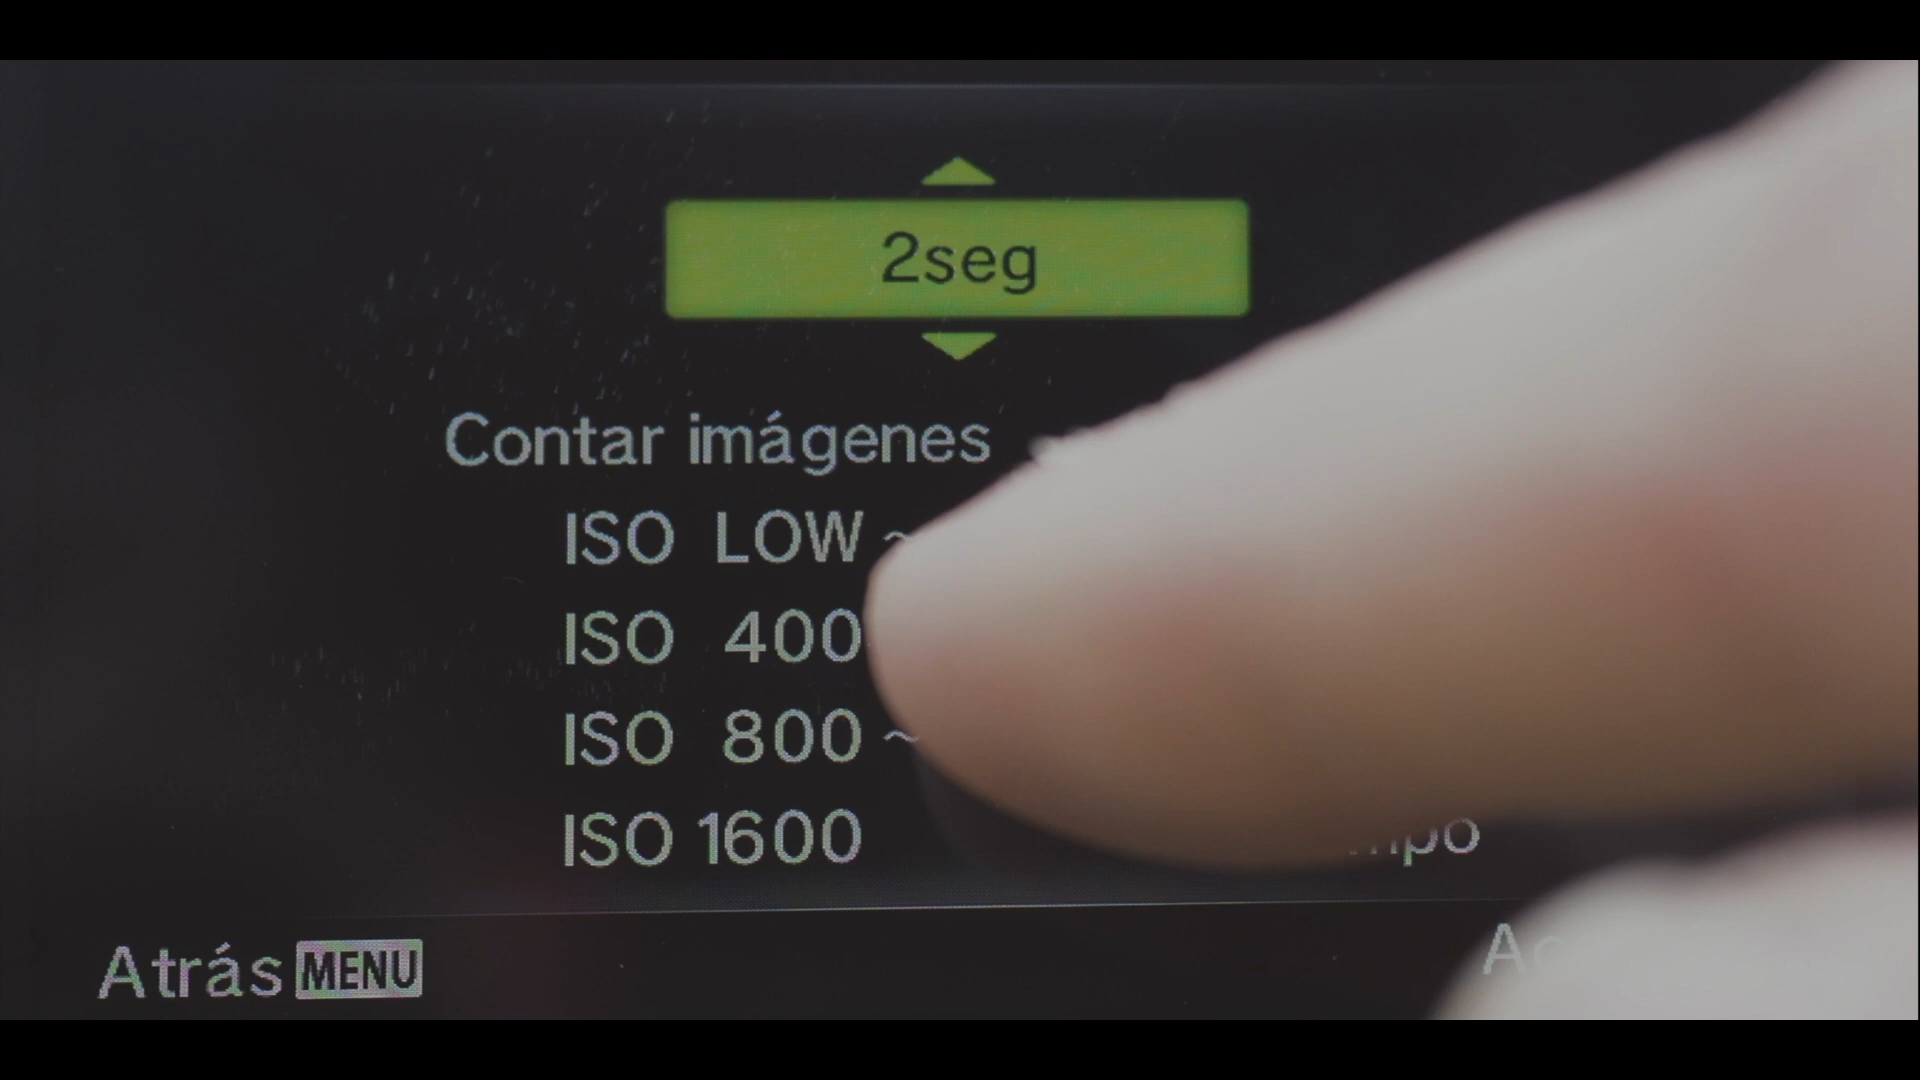 2seg
Contar imágenes
ISO LOW ~
ISO 400
ISO 800 ~
ISO 1600
Atrás MENU